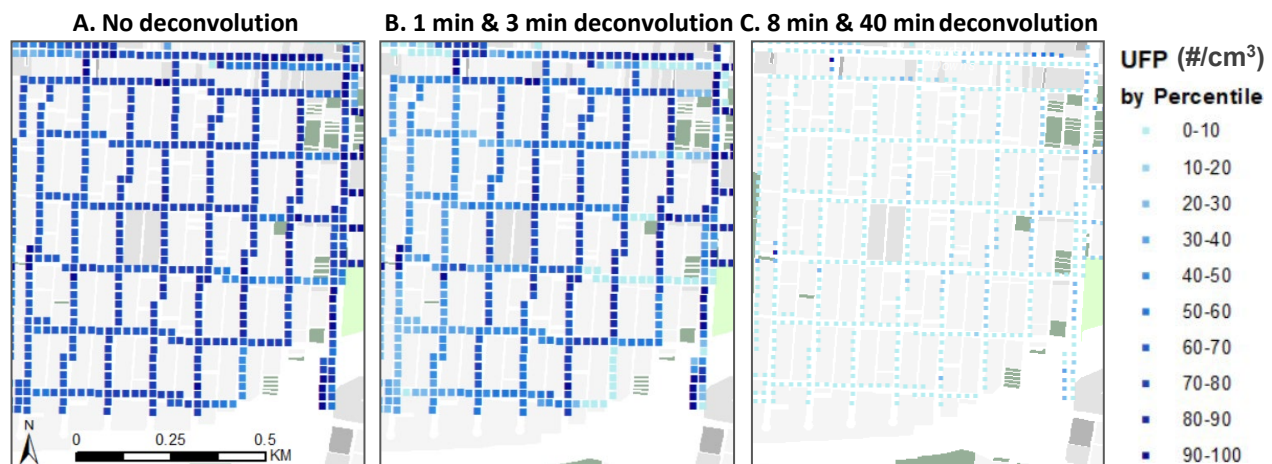 A. No deconvolution
B. 1 min & 3 min deconvolution
C. 8 min & 40 min deconvolution
UFP (#/cm³)
by Percentile
0-10
10-20
20-30
30-40
40-50
50-60
60-70
70-80
80-90
90-100
N
0 0.25 0.5
KM